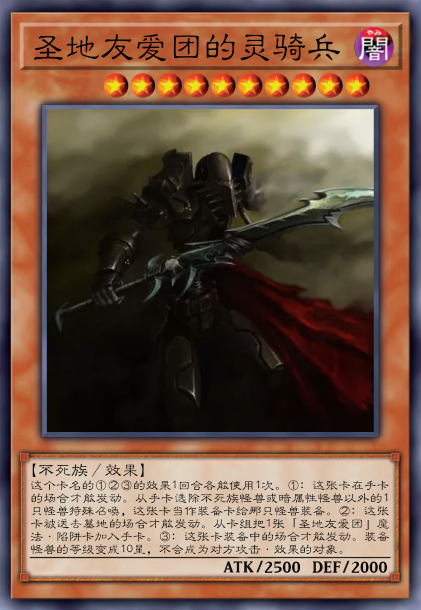 圣地友爱团的灵骑兵
やみ
闇
【不死族／效果】
这个卡名的①②③的效果1回合各能使用1次。①：这张卡在手卡
的场合才能发动。从手卡选除不死族怪兽或暗属性怪兽以外的1
只怪兽特殊召唤，这张卡当作装备卡给那只怪兽装备。②：这张
卡被送去墓地的场合才能发动。从卡组把1张「圣地友爱团」魔
法·陷阱卡加入手卡。③：这张卡装备中的场合才能发动。装备
怪兽的等级变成10星，不会成为对方攻击·效果的对象。
ATK/2500 DEF/2000